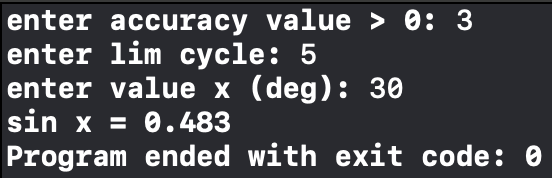 enter accuracy value > 0: 3
enter lim cycle: 5
enter value x (deg): 30
sin x = 0.483
Program ended with exit code: 0